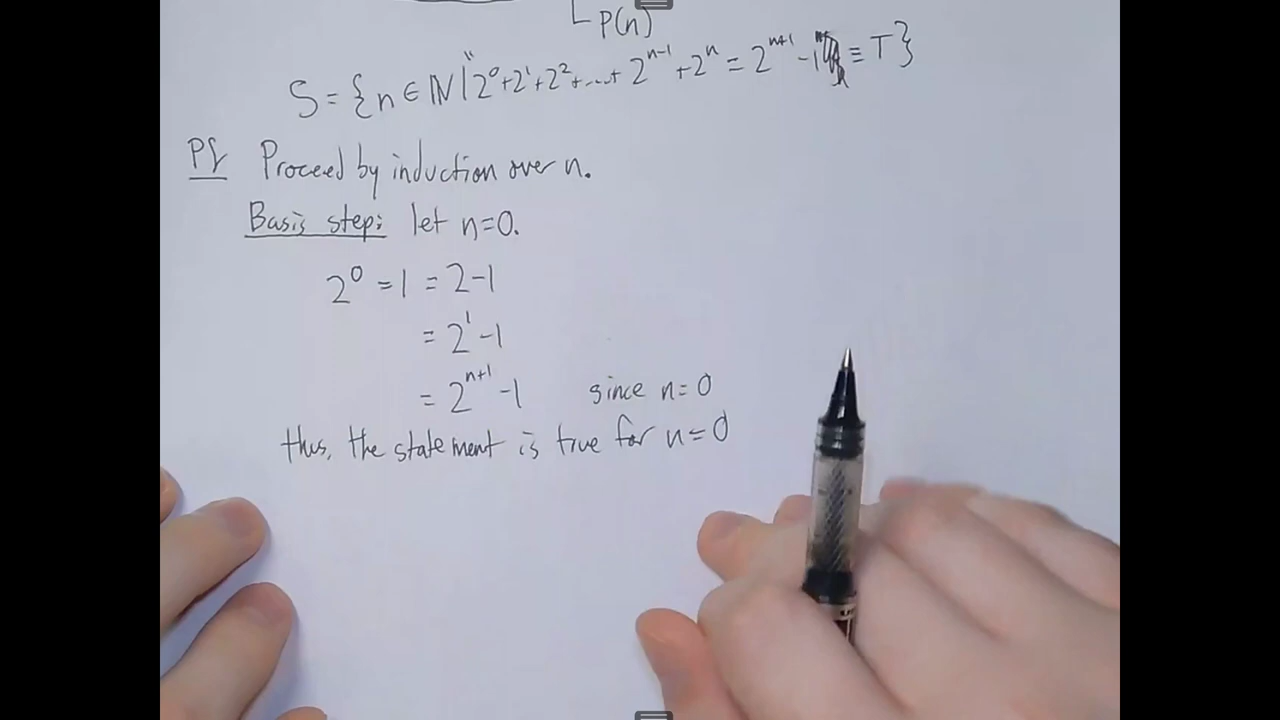 P(n)
S = {n ∈ ℕ | "2⁰+2¹+2²+....+ 2ⁿ⁻¹ +2ⁿ = 2ⁿ⁺¹ -1" ≡ T}
Pf Proceed by induction over n.
Basis step: let n=0.
2⁰ = 1 = 2-1
= 2¹ -1
= 2ⁿ⁺¹ -1 since n=0
thus, the statement is true for n=0